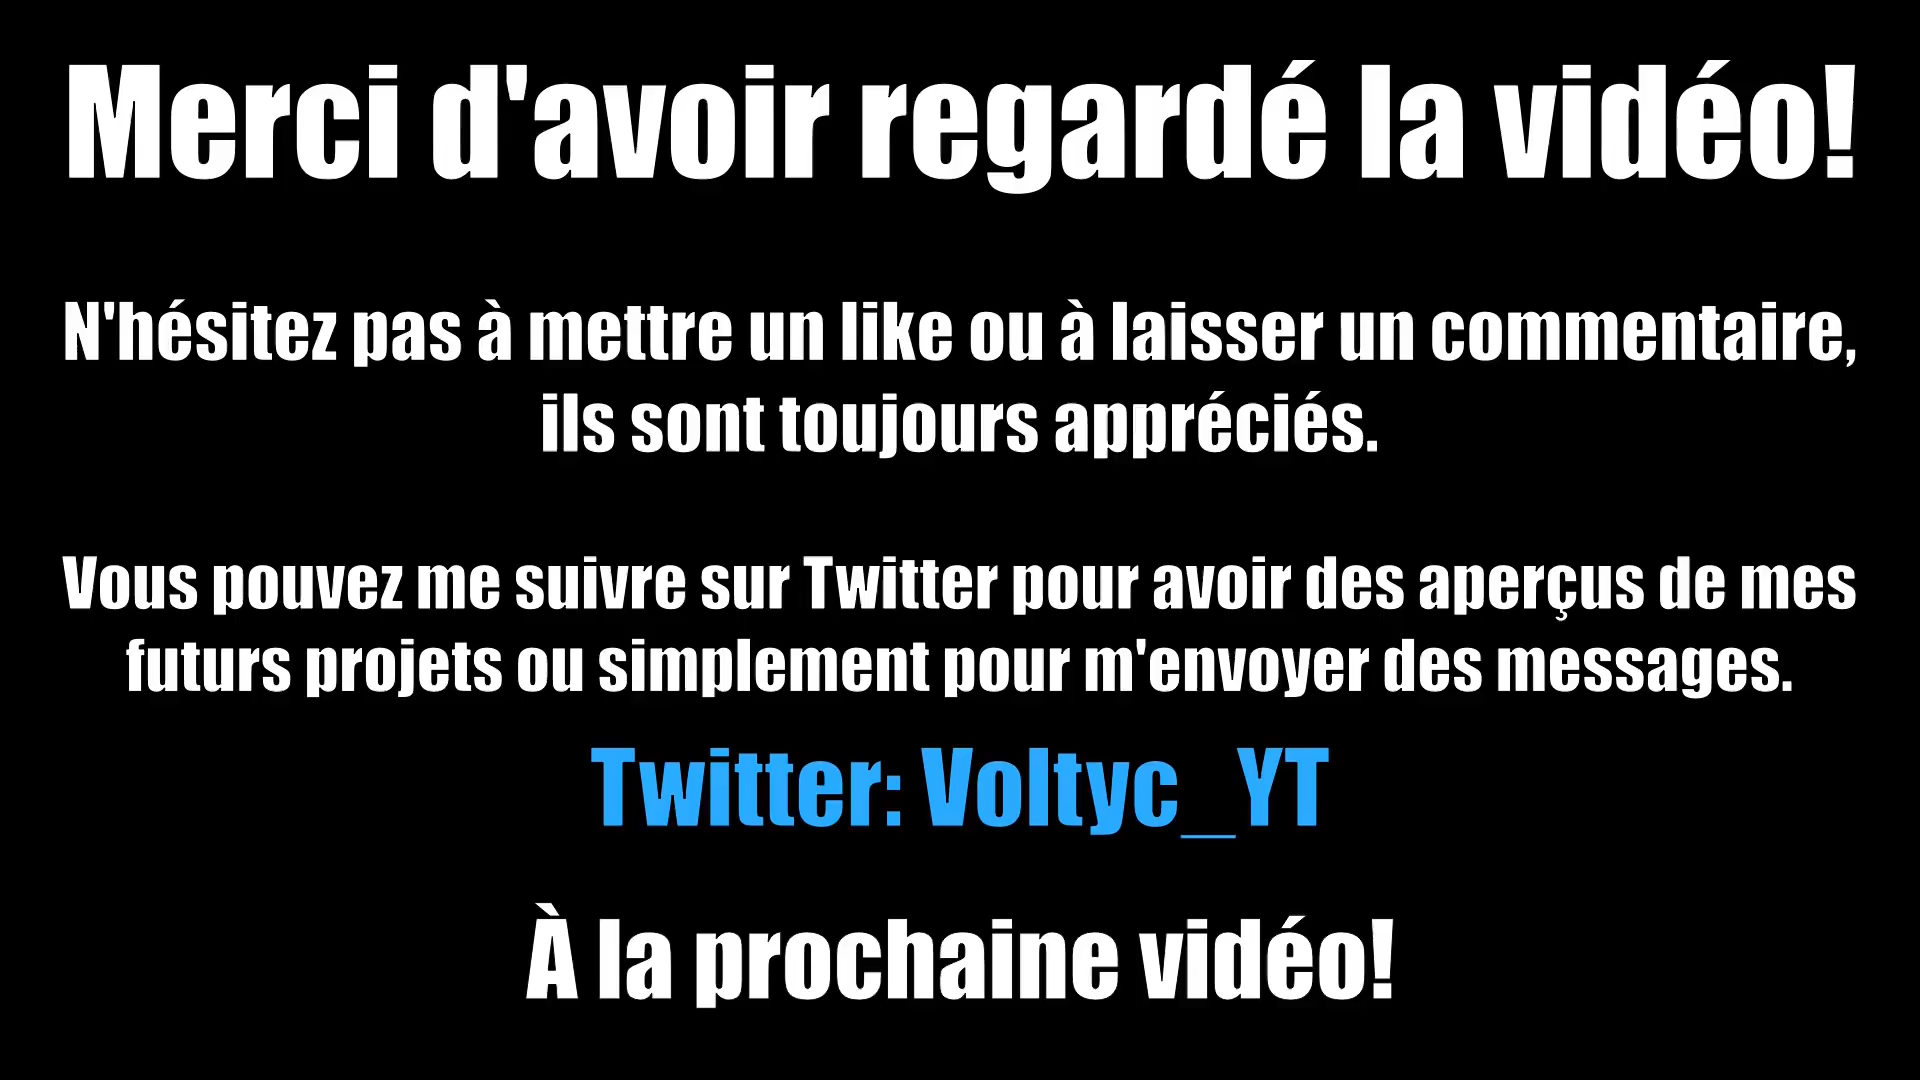 Merci d'avoir regardé la vidéo!
N'hésitez pas à mettre un like ou à laisser un commentaire,
ils sont toujours appréciés.
Vous pouvez me suivre sur Twitter pour avoir des aperçus de mes
futurs projets ou simplement pour m'envoyer des messages.
Twitter: Voltyc_YT
À la prochaine vidéo!